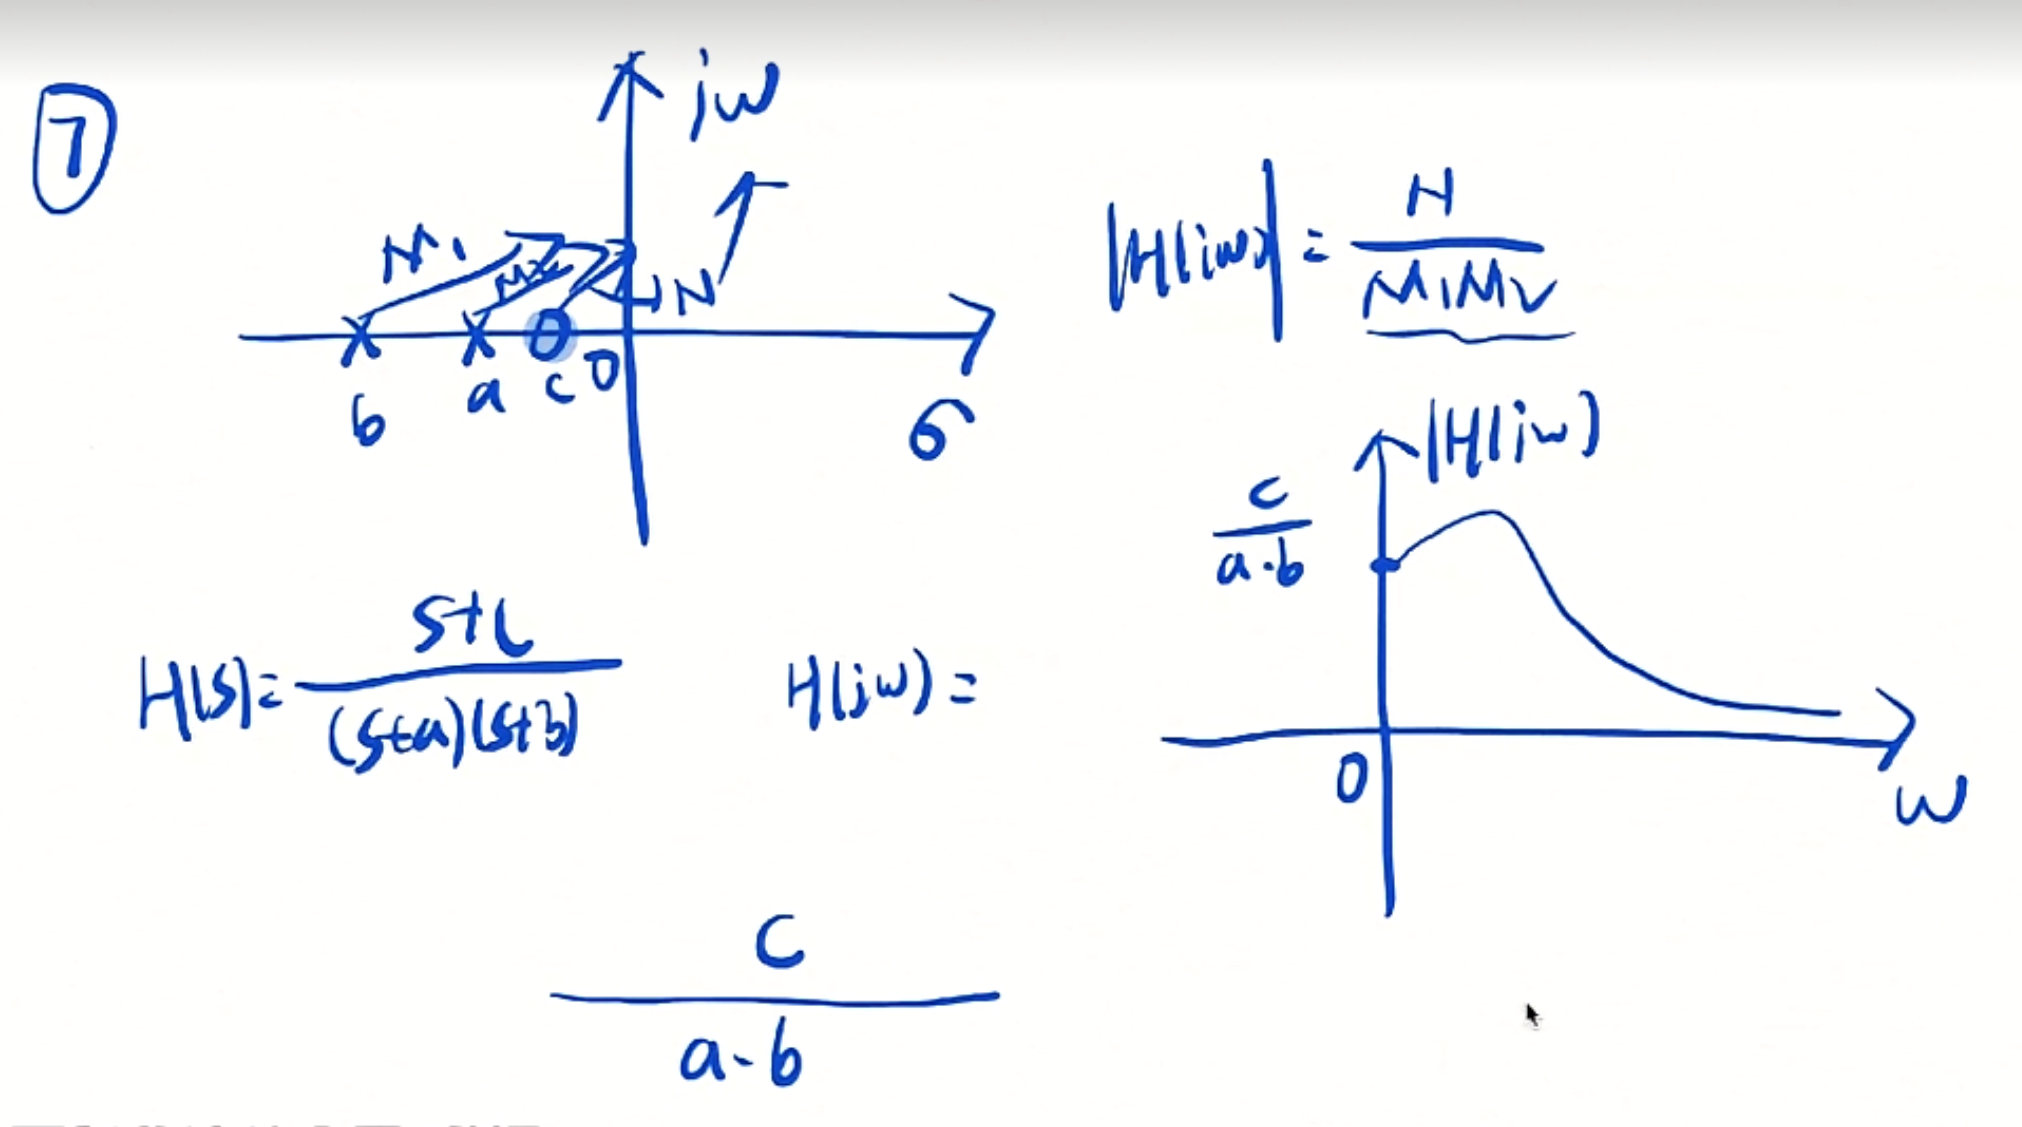 ⑦
jω
M₁
M₂
N
b a c 0
σ
|H(jω)| = N / M₁M₂
|H(jω)
c / a·b
0
ω
H(s) = s+c / (s+a)(s+b)
H(jω) =
c / a·b